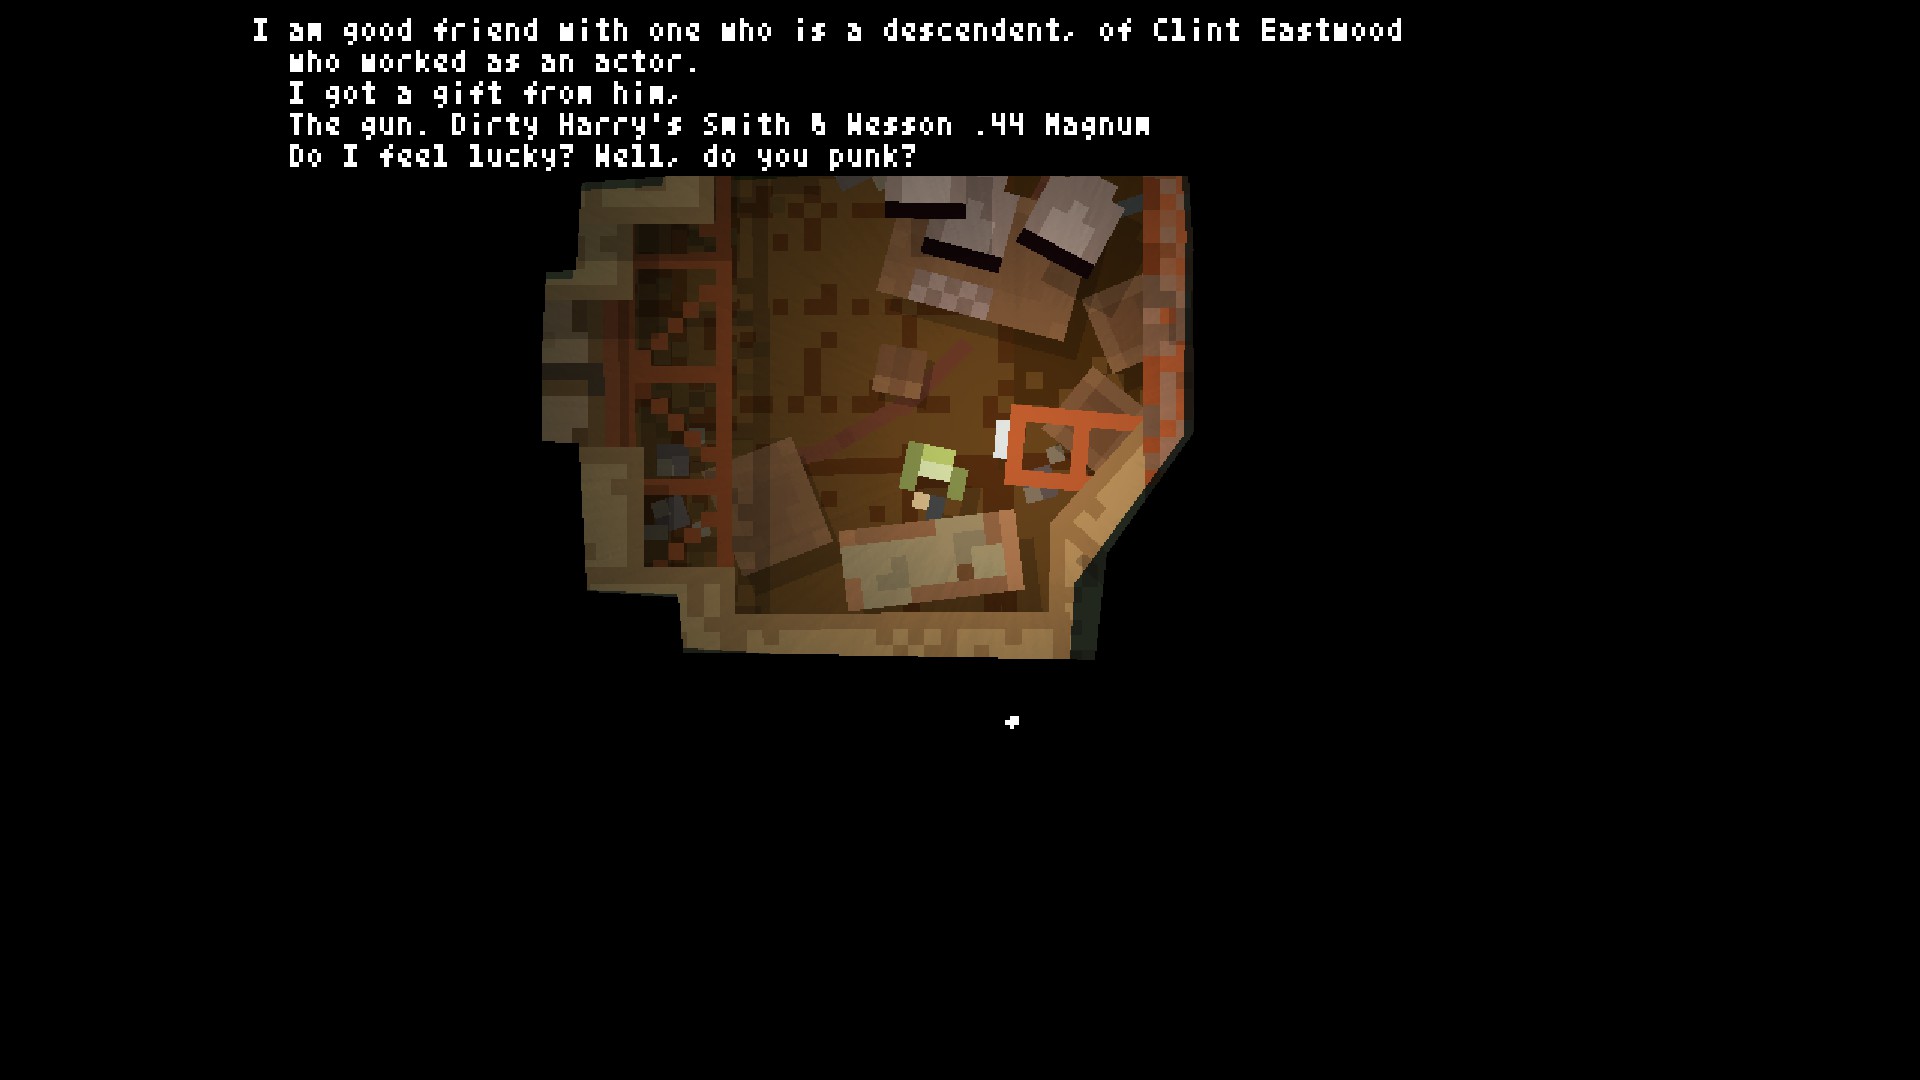 I am good friend with one who is a descendent, of Clint Eastwood
who worked as an actor.
I got a gift from him,
The gun. Dirty Harry's Smith & Wesson .44 Magnum
Do I feel lucky? Well, do you punk?